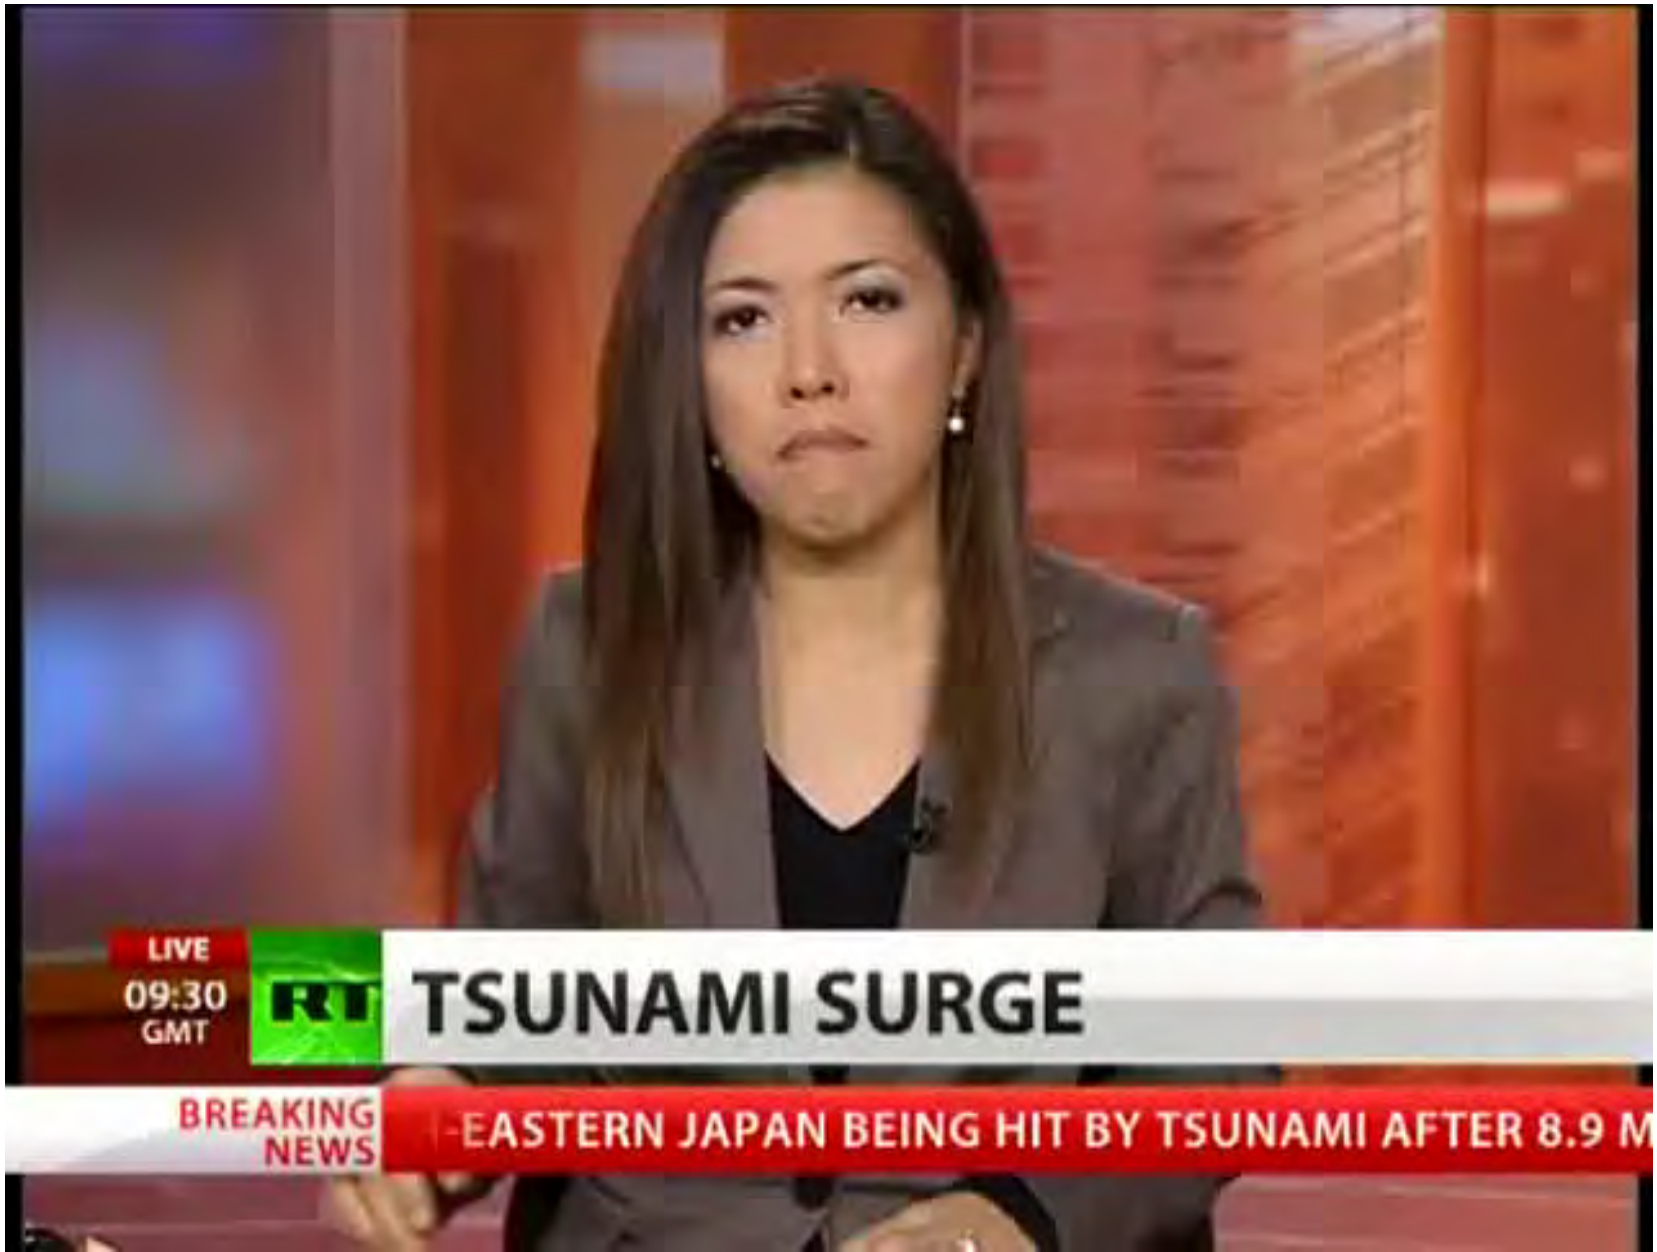 LIVE
09:30
GMT
RT
TSUNAMI SURGE
BREAKING
NEWS
-EASTERN JAPAN BEING HIT BY TSUNAMI AFTER 8.9 M